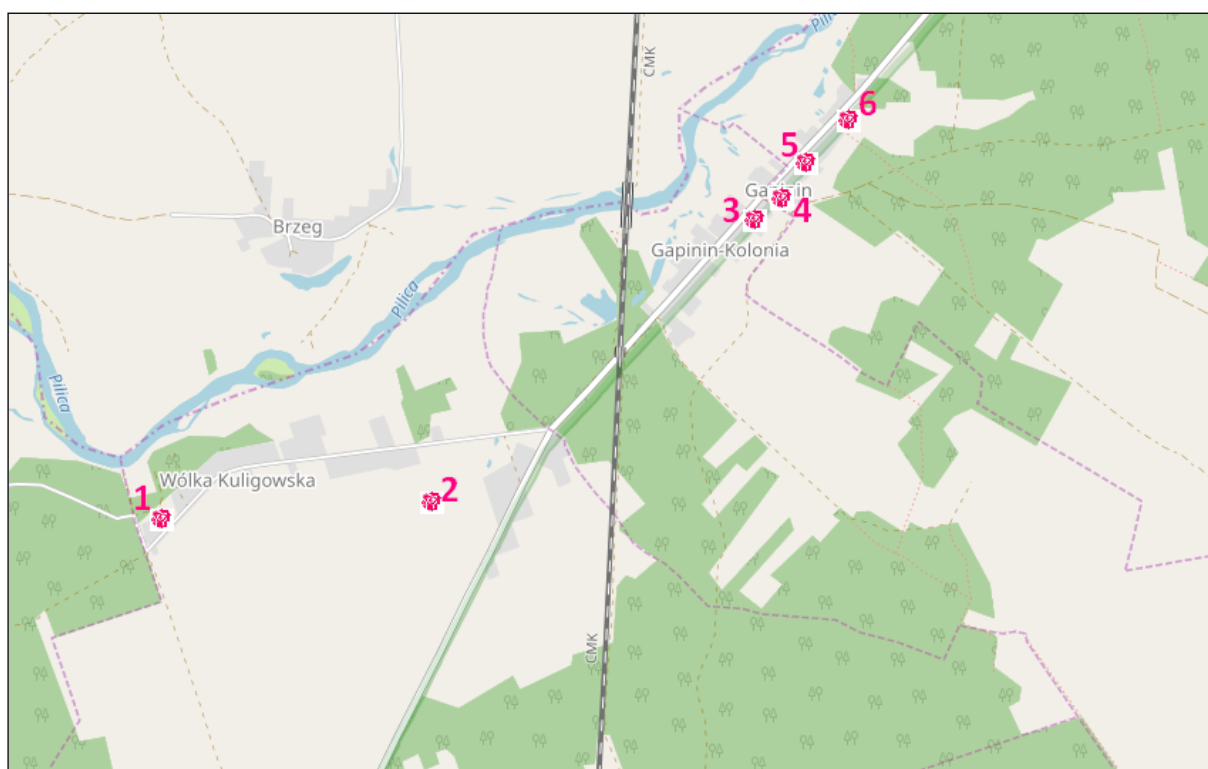 Pilica
CMK
6
5
Gapinin
3
4
Brzeg
Gapinin-Kolonia
Pilica
Pilica
Wólka Kuligowska
1
2
CMK